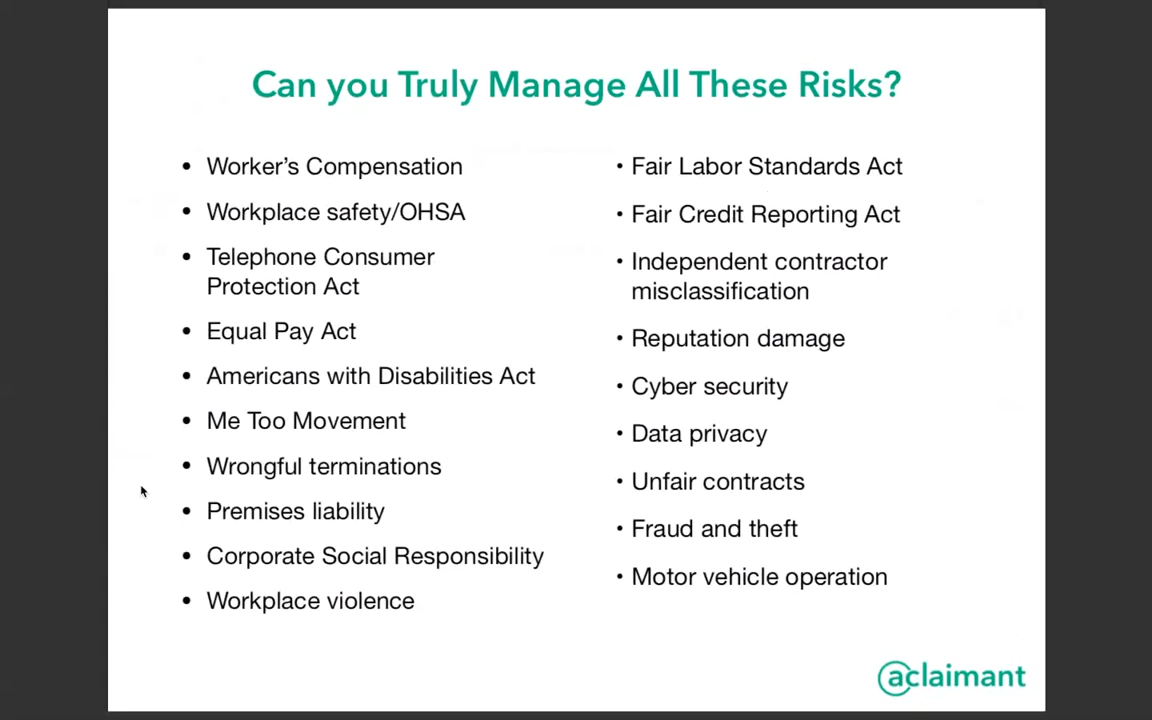 Can you Truly Manage All These Risks?
• Worker’s Compensation
• Workplace safety/OHSA
• Telephone Consumer
Protection Act
• Equal Pay Act
• Americans with Disabilities Act
• Me Too Movement
• Wrongful terminations
• Premises liability
• Corporate Social Responsibility
• Workplace violence
• Fair Labor Standards Act
• Fair Credit Reporting Act
• Independent contractor
misclassification
• Reputation damage
• Cyber security
• Data privacy
• Unfair contracts
• Fraud and theft
• Motor vehicle operation
aclaimant